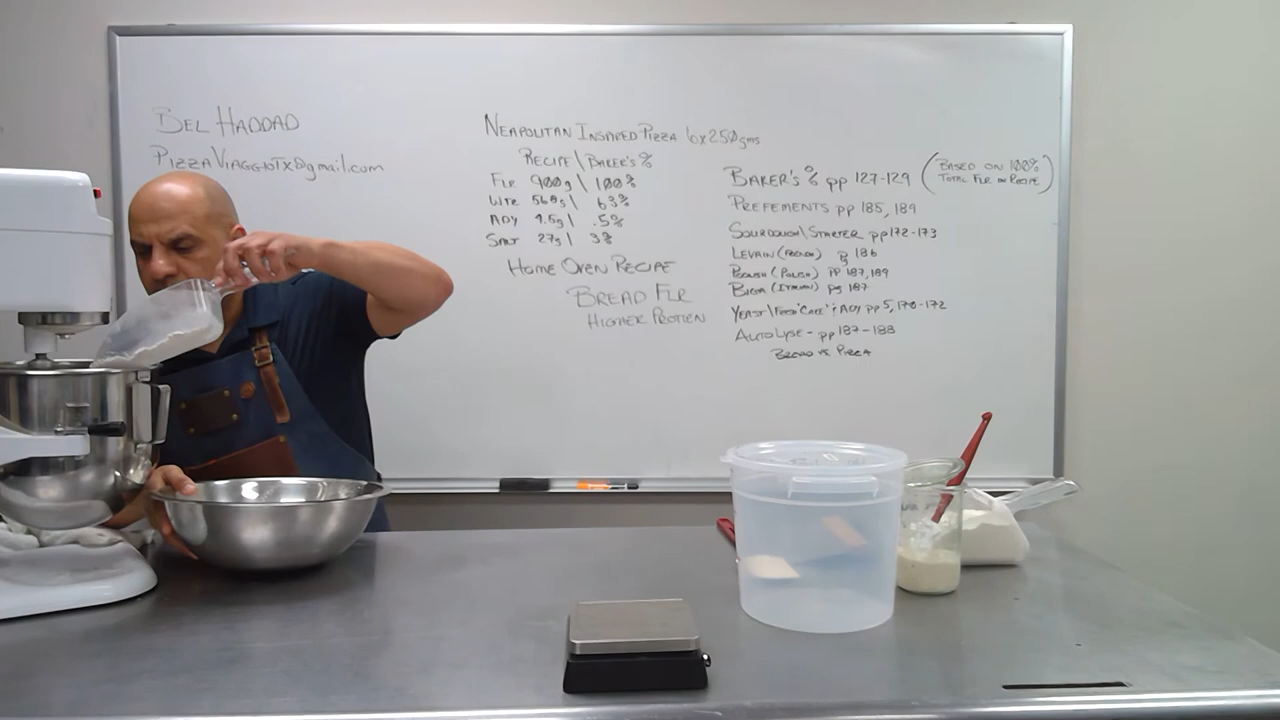 BEL HADDAD
PIZZAVIAGGIOTX@gmail.com
NEAPOLITAN INSPIRED PIZZA 6x250gms
RECIPE \ BAKER'S %
FLR 900g \ 100%
WTR 568g \ 63%
ADY 4.5g \ .5%
SALT 27g \ 3%
HOME OVEN RECIPE
BREAD FLR
HIGHER PROTIEN
BAKER'S % pp 127-129 (BASED ON 100%
TOTAL FLR IN RECIPE)
PREFEMENTS pp 185, 189
SOURDOUGH \ STARTER pp 172-173
LEVAIN (FRENCH) pg 186
POOLISH (POLISH) pp 187, 189
BIGA (ITALIAN) pg 187
YEAST / FRESH "CAKE" ; ADY pp 5, 170-172
AUTOLYSE - pp 187-188
BREAD VS PIZZA